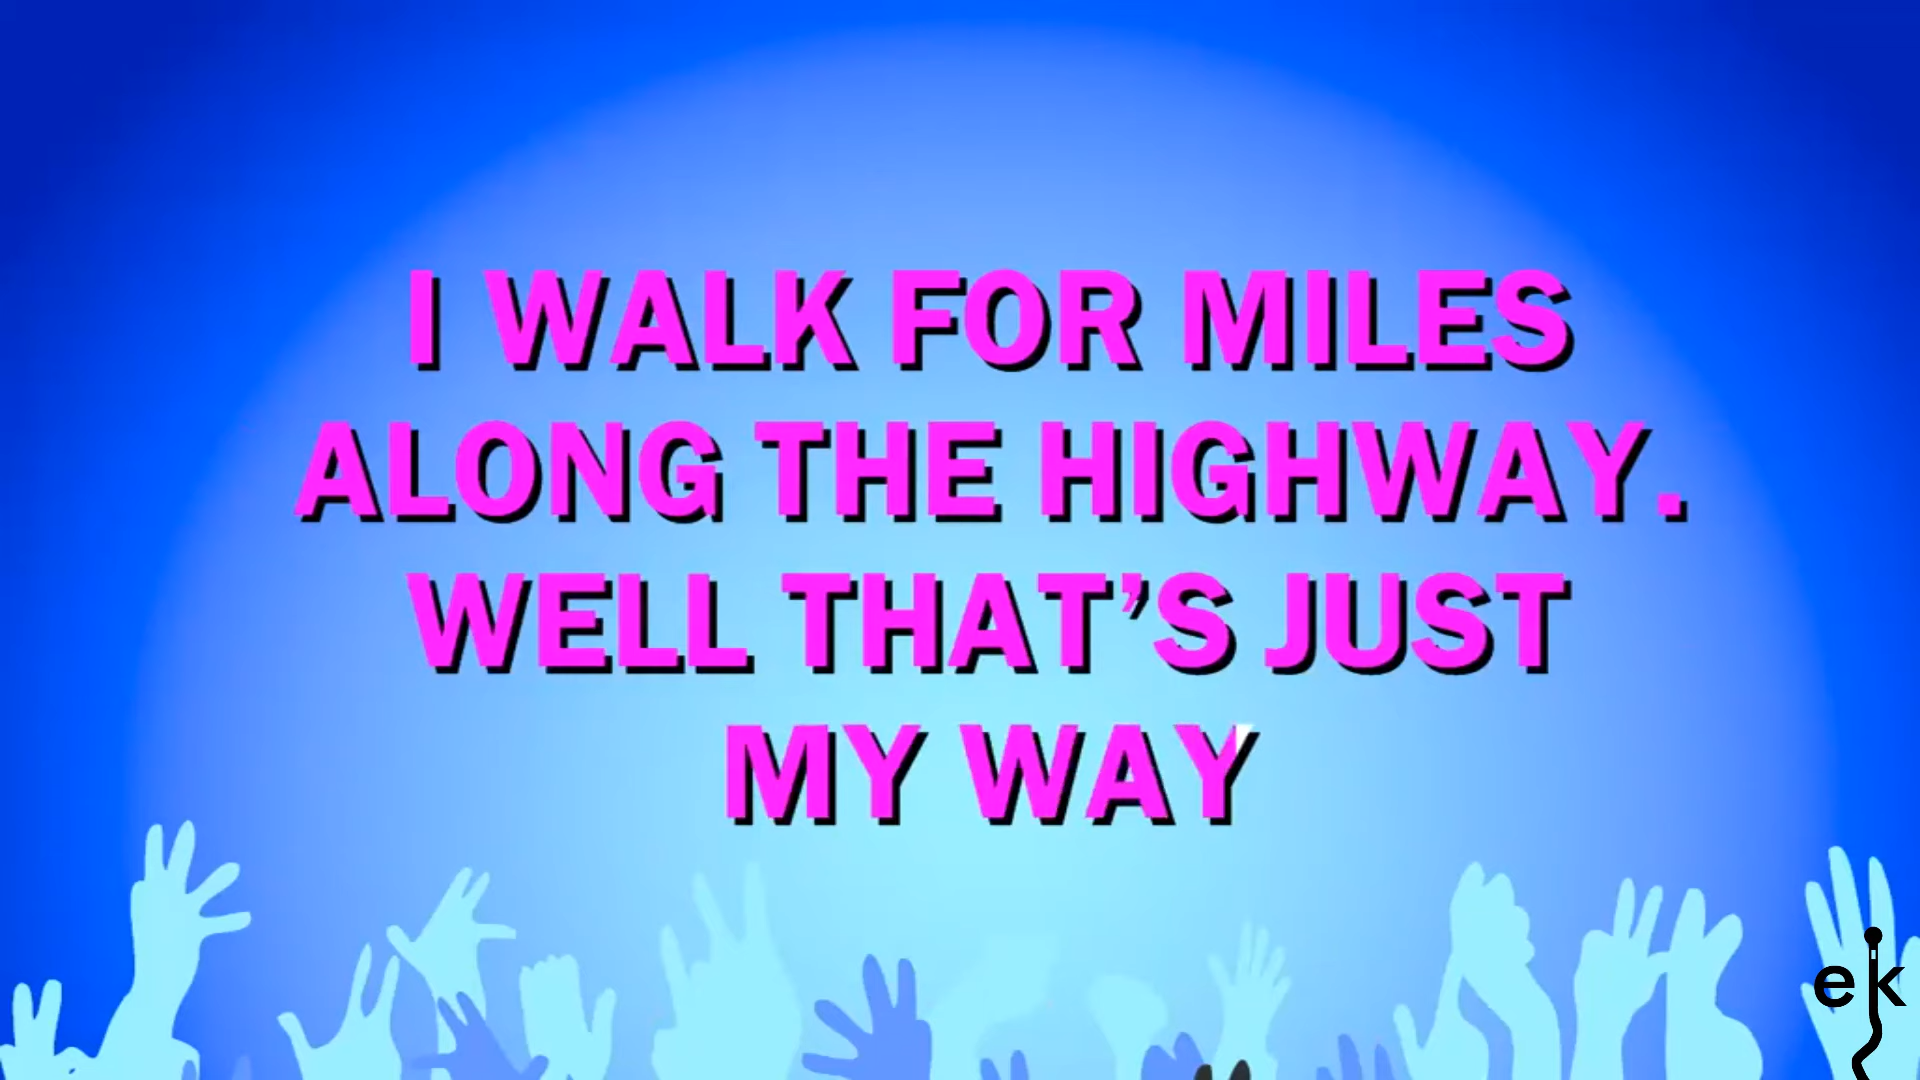 I WALK FOR MILES
ALONG THE HIGHWAY.
WELL THAT’S JUST
MY WAY
ek